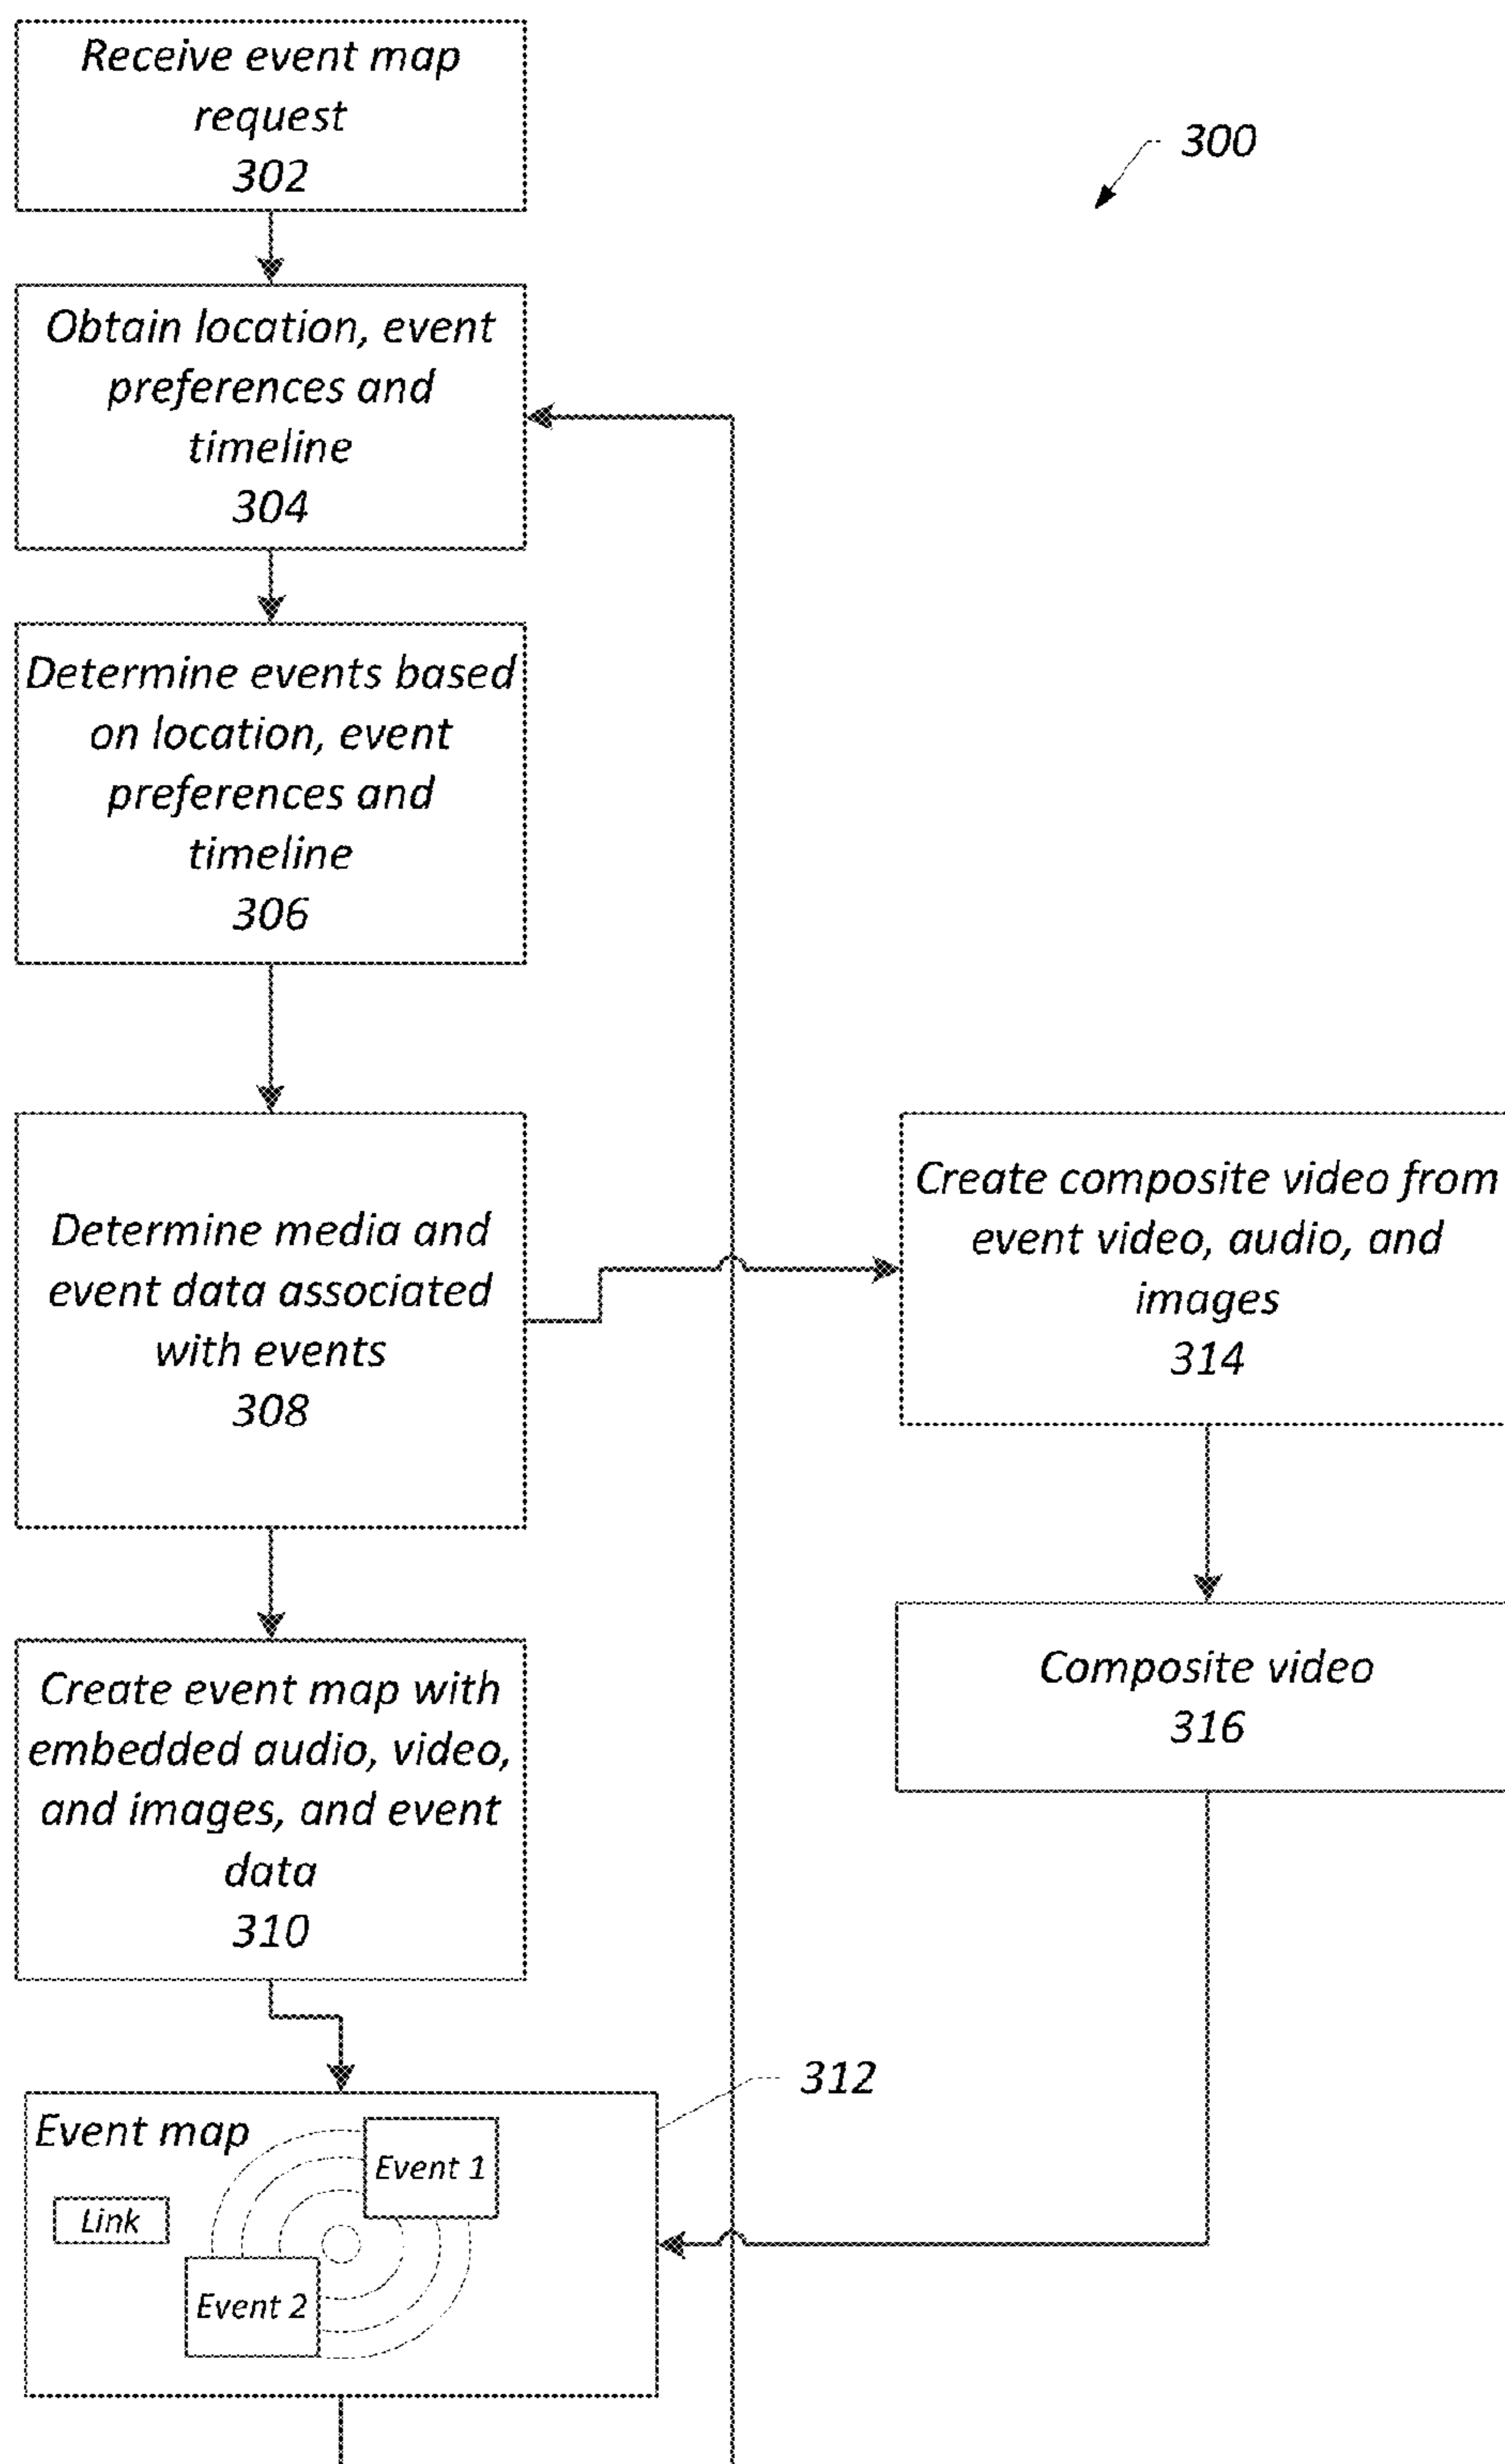 Receive event map
request
302
300
Obtain location, event
preferences and
timeline
304
Determine events based
on location, event
preferences and
timeline
306
Determine media and
event data associated
with events
308
Create composite video from
event video, audio, and
images
314
Composite video
316
Create event map with
embedded audio, video,
and images, and event
data
310
312
Event map
Event 1
Link
Event 2